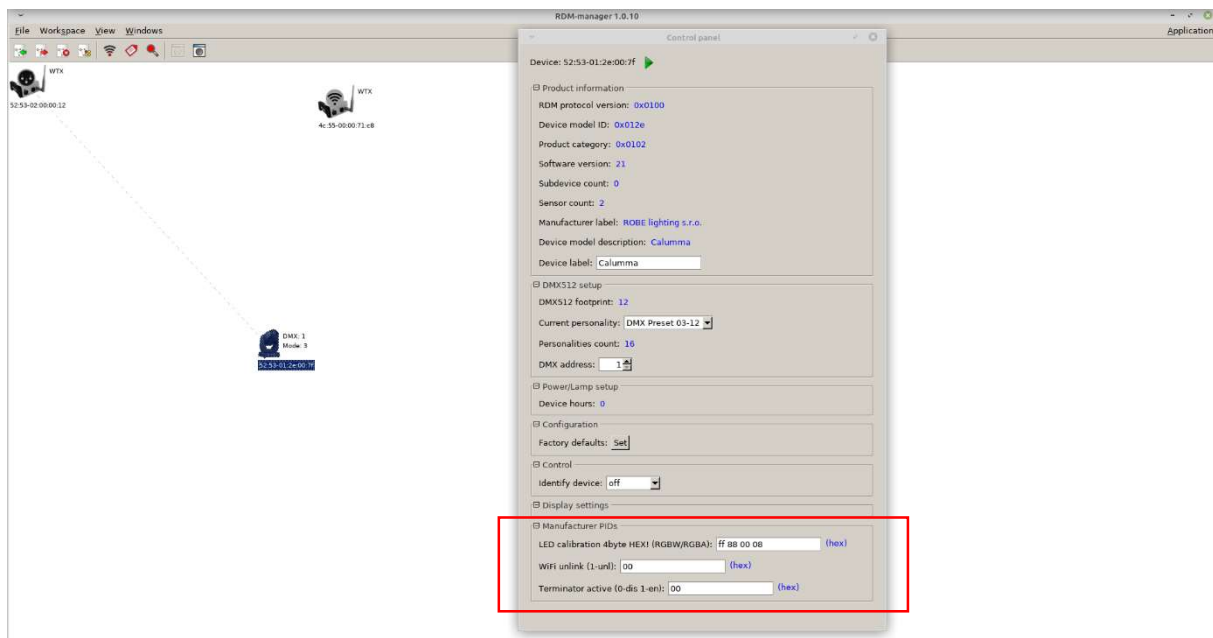 RDM-manager 1.0.10
File Workspace View Windows
Application
WTX
52:53-02:00:00:12
WTX
4c:55-00:00:71:c8
DMX: 1
Mode: 3
52:53-01:2e:00:7f
Control panel
Device: 52:53-01:2e:00:7f
Product information
RDM protocol version: 0x0100
Device model ID: 0x012e
Product category: 0x0102
Software version: 21
Subdevice count: 0
Sensor count: 2
Manufacturer label: ROBE lighting s.r.o.
Device model description: Calumma
Device label: Calumma
DMX512 setup
DMX512 footprint: 12
Current personality: DMX Preset 03-12
Personalities count: 16
DMX address: 1
Power/Lamp setup
Device hours: 0
Configuration
Factory defaults: Set
Control
Identify device: off
Display settings
Manufacturer PIDs
LED calibration 4byte HEX! (RGBW/RGBA): ff 88 00 08 (hex)
WiFi unlink (1-unl): 00 (hex)
Terminator active (0-dis 1-en): 00 (hex)